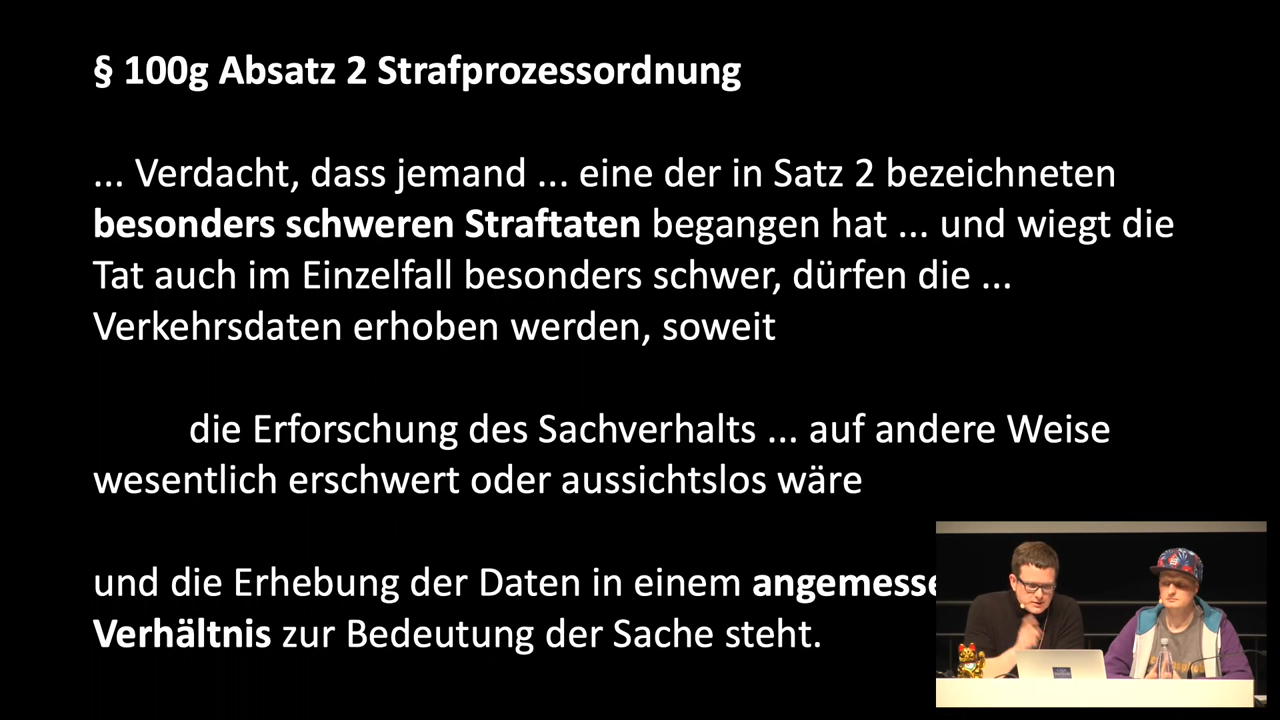 § 100g Absatz 2 Strafprozessordnung
... Verdacht, dass jemand ... eine der in Satz 2 bezeichneten
besonders schweren Straftaten begangen hat ... und wiegt die
Tat auch im Einzelfall besonders schwer, dürfen die ...
Verkehrsdaten erhoben werden, soweit
die Erforschung des Sachverhalts ... auf andere Weise
wesentlich erschwert oder aussichtslos wäre
und die Erhebung der Daten in einem angemesse
Verhältnis zur Bedeutung der Sache steht.